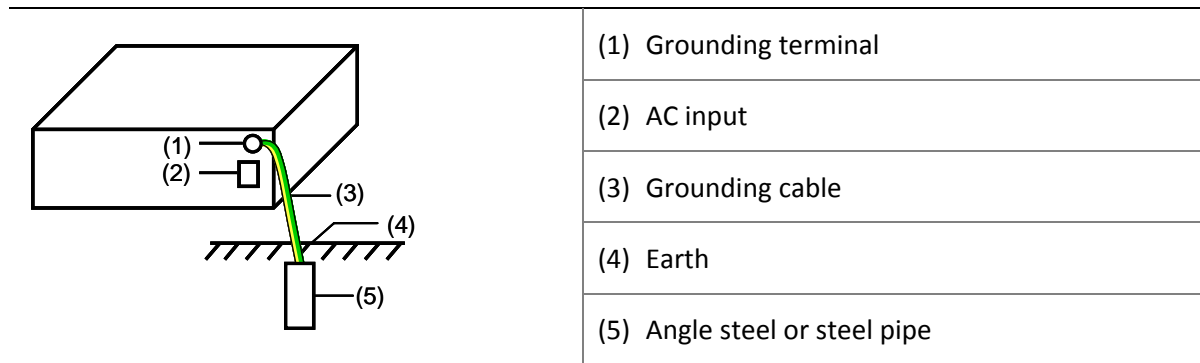 (1)
(2)
(3)
(4)
(5)
(1) Grounding terminal
(2) AC input
(3) Grounding cable
(4) Earth
(5) Angle steel or steel pipe